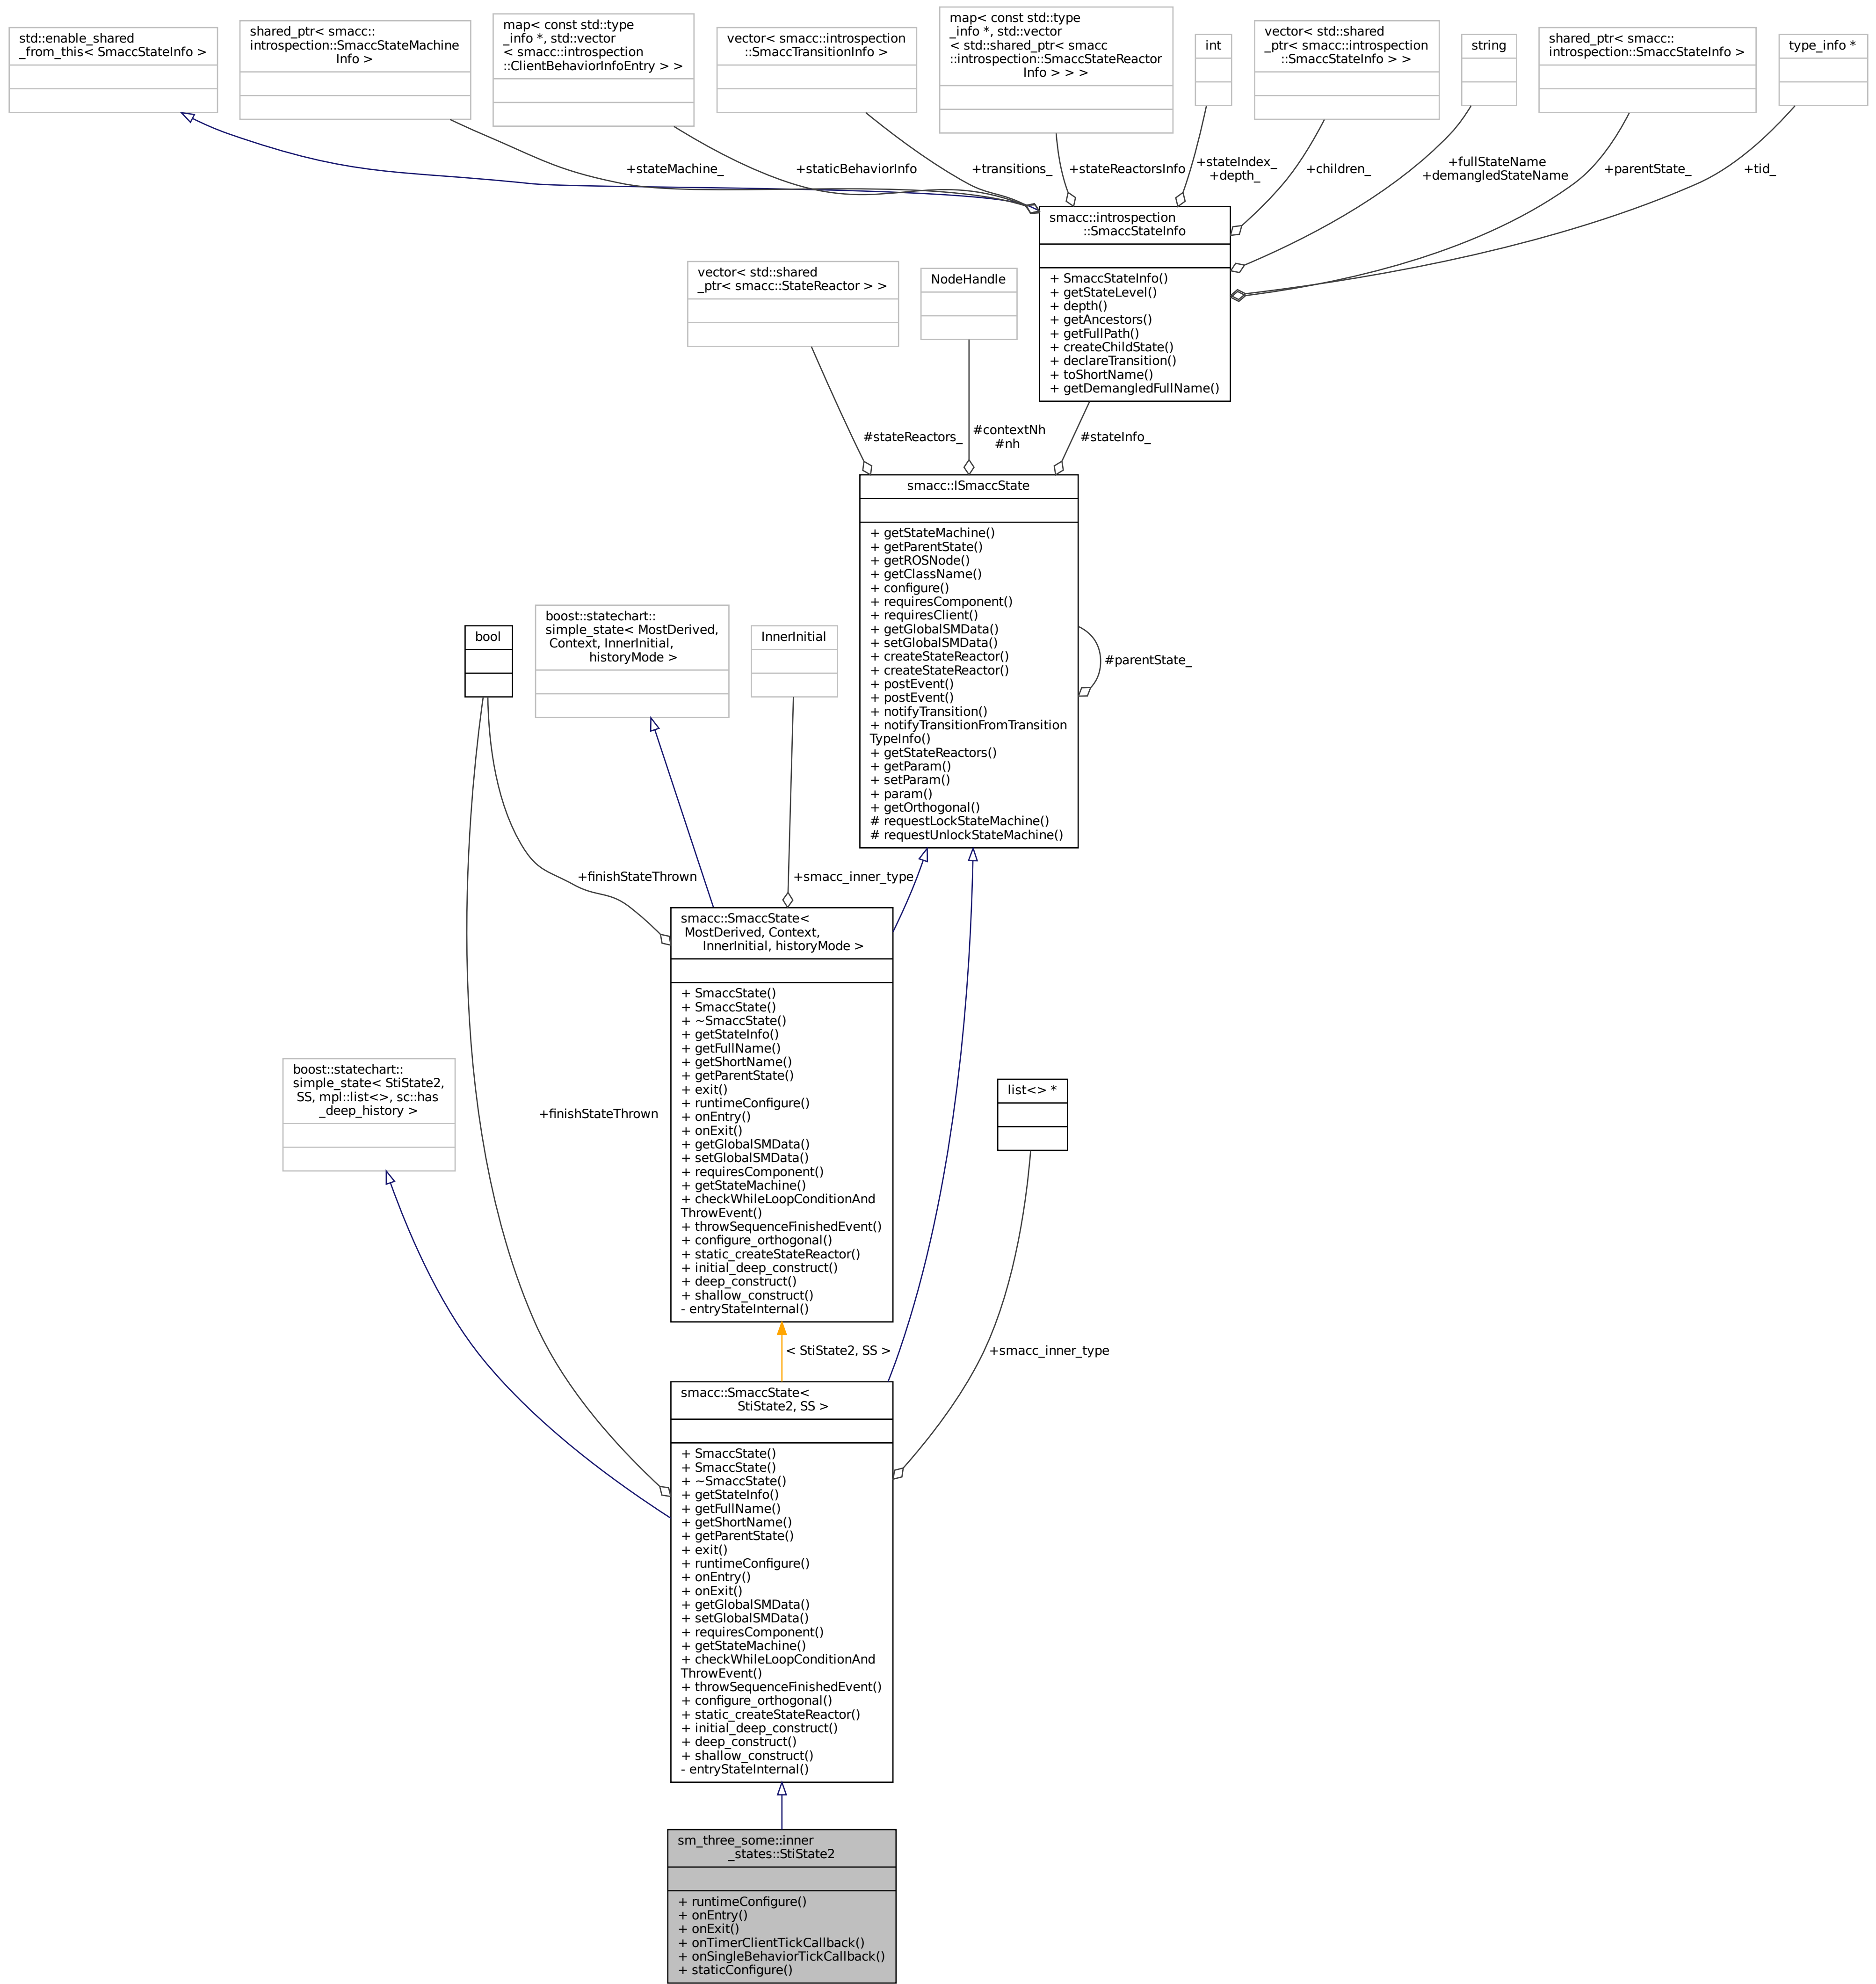 std::enable_shared
_from_this< SmaccStateInfo >
shared_ptr< smacc::
introspection::SmaccStateMachine
Info >
map< const std::type
_info *, std::vector
< smacc::introspection
::ClientBehaviorInfoEntry > >
vector< smacc::introspection
::SmaccTransitionInfo >
map< const std::type
_info *, std::vector
< std::shared_ptr< smacc
::introspection::SmaccStateReactor
Info > > >
int
vector< std::shared
_ptr< smacc::introspection
::SmaccStateInfo > >
string
shared_ptr< smacc::
introspection::SmaccStateInfo >
type_info *
+stateMachine_
+staticBehaviorInfo
+transitions_
+stateReactorsInfo
+stateIndex_
+depth_
+children_
+fullStateName
+demangledStateName
+parentState_
+tid_
smacc::introspection
::SmaccStateInfo
+ SmaccStateInfo()
+ getStateLevel()
+ depth()
+ getAncestors()
+ getFullPath()
+ createChildState()
+ declareTransition()
+ toShortName()
+ getDemangledFullName()
vector< std::shared
_ptr< smacc::StateReactor > >
NodeHandle
#stateReactors_
#contextNh
#nh
#stateInfo_
smacc::ISmaccState
+ getStateMachine()
+ getParentState()
+ getROSNode()
+ getClassName()
+ configure()
+ requiresComponent()
+ requiresClient()
+ getGlobalSMData()
+ setGlobalSMData()
+ createStateReactor()
+ createStateReactor()
+ postEvent()
+ postEvent()
+ notifyTransition()
+ notifyTransitionFromTransition
TypeInfo()
+ getStateReactors()
+ getParam()
+ setParam()
+ param()
+ getOrthogonal()
# requestLockStateMachine()
# requestUnlockStateMachine()
#parentState_
bool
boost::statechart::
simple_state< MostDerived,
Context, InnerInitial,
historyMode >
InnerInitial
+finishStateThrown
+smacc_inner_type
smacc::SmaccState<
MostDerived, Context,
InnerInitial, historyMode >
+ SmaccState()
+ SmaccState()
+ ~SmaccState()
+ getStateInfo()
+ getFullName()
+ getShortName()
+ getParentState()
+ exit()
+ runtimeConfigure()
+ onEntry()
+ onExit()
+ getGlobalSMData()
+ setGlobalSMData()
+ requiresComponent()
+ getStateMachine()
+ checkWhileLoopConditionAnd
ThrowEvent()
+ throwSequenceFinishedEvent()
+ configure_orthogonal()
+ static_createStateReactor()
+ initial_deep_construct()
+ deep_construct()
+ shallow_construct()
- entryStateInternal()
boost::statechart::
simple_state< StiState2,
SS, mpl::list<>, sc::has
_deep_history >
+finishStateThrown
list<> *
< StiState2, SS >
+smacc_inner_type
smacc::SmaccState<
StiState2, SS >
+ SmaccState()
+ SmaccState()
+ ~SmaccState()
+ getStateInfo()
+ getFullName()
+ getShortName()
+ getParentState()
+ exit()
+ runtimeConfigure()
+ onEntry()
+ onExit()
+ getGlobalSMData()
+ setGlobalSMData()
+ requiresComponent()
+ getStateMachine()
+ checkWhileLoopConditionAnd
ThrowEvent()
+ throwSequenceFinishedEvent()
+ configure_orthogonal()
+ static_createStateReactor()
+ initial_deep_construct()
+ deep_construct()
+ shallow_construct()
- entryStateInternal()
sm_three_some::inner
_states::StiState2
+ runtimeConfigure()
+ onEntry()
+ onExit()
+ onTimerClientTickCallback()
+ onSingleBehaviorTickCallback()
+ staticConfigure()